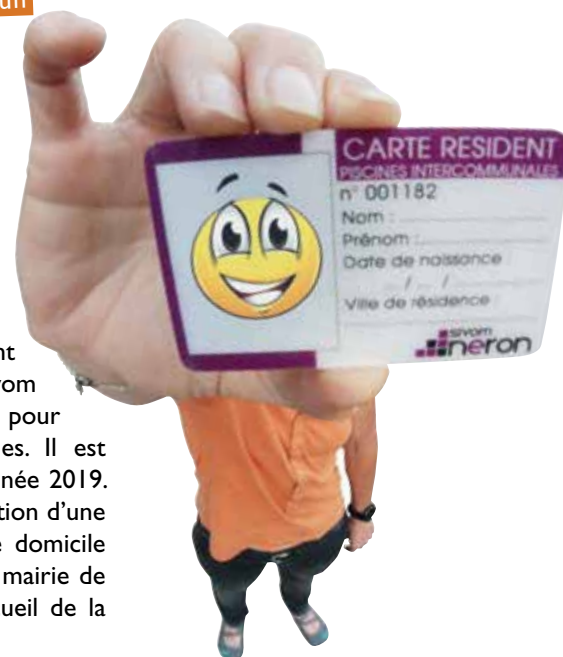 un
CARTE RESIDENT
PISCINES INTERCOMMUNALES
n° 001182
Nom :
Prénom :
Date de naissance
/ /
Ville de résidence
sivom
neron
nt
rom
pour
es. Il est
née 2019.
tion d'une
e domicile
mairie de
ueil de la